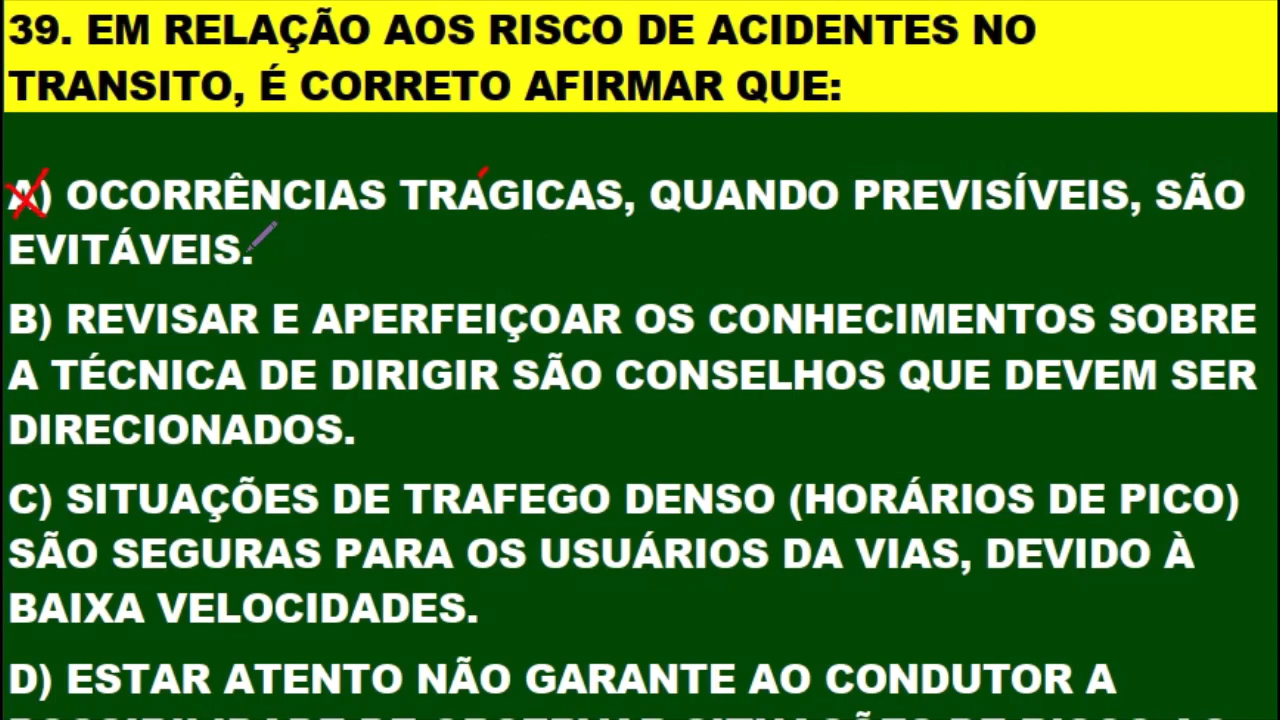 39. EM RELAÇÃO AOS RISCO DE ACIDENTES NO
TRANSITO, É CORRETO AFIRMAR QUE:
A) OCORRÊNCIAS TRÁGICAS, QUANDO PREVISÍVEIS, SÃO
EVITÁVEIS.
B) REVISAR E APERFEIÇOAR OS CONHECIMENTOS SOBRE
A TÉCNICA DE DIRIGIR SÃO CONSELHOS QUE DEVEM SER
DIRECIONADOS.
C) SITUAÇÕES DE TRAFEGO DENSO (HORÁRIOS DE PICO)
SÃO SEGURAS PARA OS USUÁRIOS DA VIAS, DEVIDO À
BAIXA VELOCIDADES.
D) ESTAR ATENTO NÃO GARANTE AO CONDUTOR A